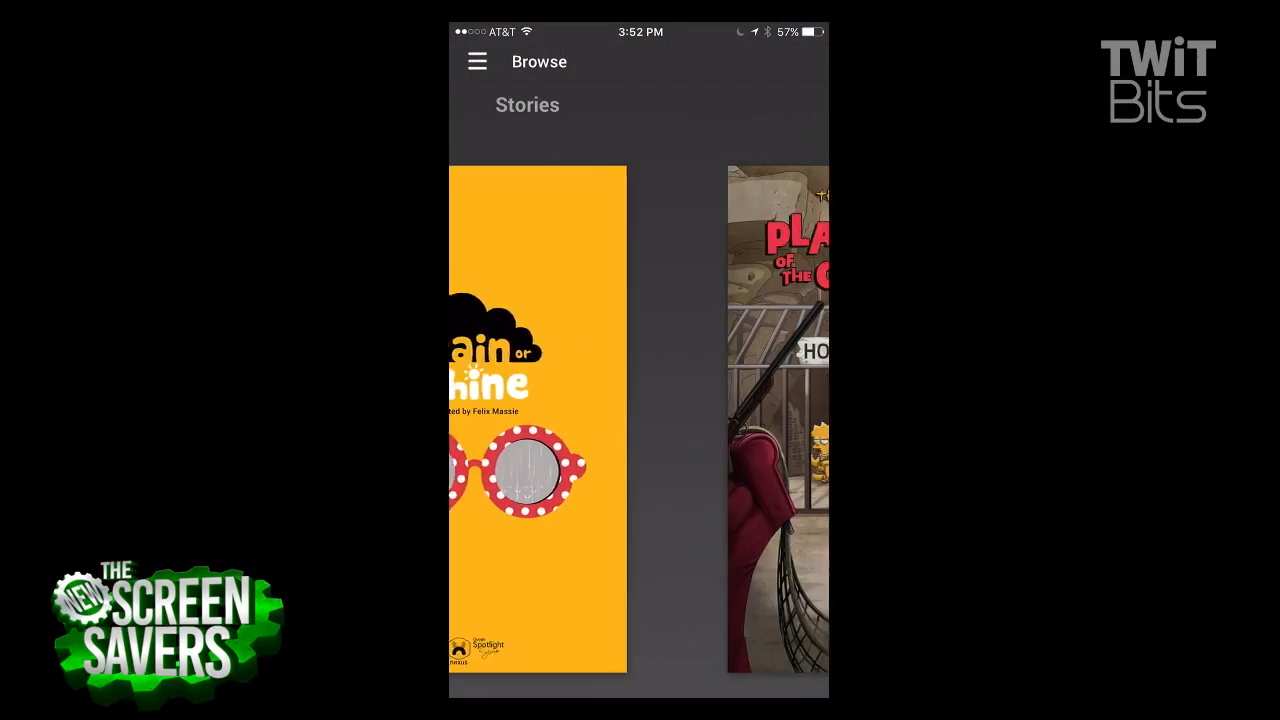 AT&T 3:52 PM 57%
Browse
Stories
TWiT
Bits
ain or
hine
ted by Felix Massie
PLA
OF
THE
HO
Spotlight
NEXUS
THE
NEW
SCREEN
SAVERS